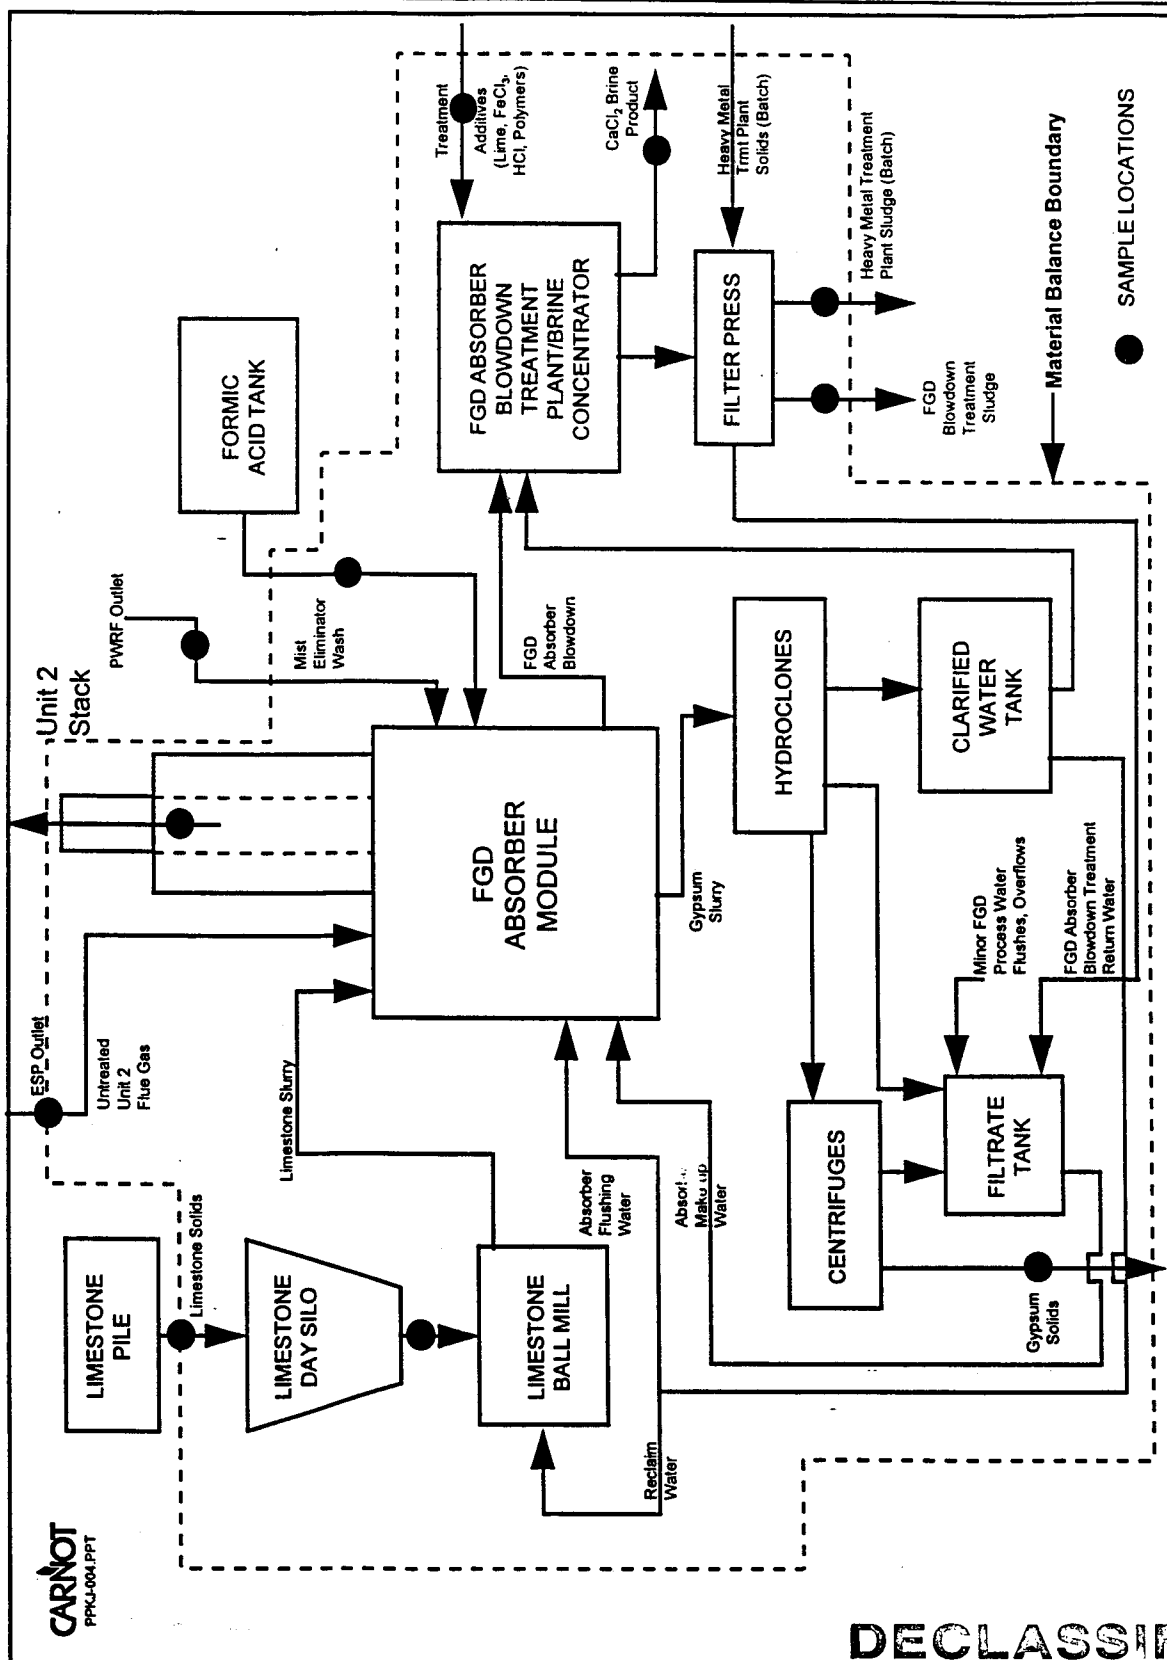 CARNOT
PPKJ-004.PPT
LIMESTONE
PILE
Limestone Solids
LIMESTONE
DAY SILO
LIMESTONE
BALL MILL
Reclaim
Water
ESP Outlet
Untreated
Unit 2
Flue Gas
Limestone Slurry
Absorber
Flushing
Water
Make up
Water
Unit 2
Stack
FGD
ABSORBER
MODULE
PWRF Outlet
Mist
Eliminator
Wash
FORMIC
ACID TANK
FGD
Absorber
Blowdown
Gypsum
Slurry
HYDROCLONES
CENTRIFUGES
Gypsum
Solids
FILTRATE
TANK
Minor FGD
Process Water
Flushes, Overflows
FGD Absorber
Blowdown Treatment
Return Water
CLARIFIED
WATER
TANK
Treatment
Additives
(Lime, FeCl₃,
HCl, Polymers)
FGD ABSORBER
BLOWDOWN
TREATMENT
PLANT/BRINE
CONCENTRATOR
CaCl₂ Brine
Product
Heavy Metal
Trmt Plant
Solids (Batch)
FILTER PRESS
FGD
Blowdown
Treatment
Sludge
Heavy Metal Treatment
Plant Sludge (Batch)
Material Balance Boundary
SAMPLE LOCATIONS